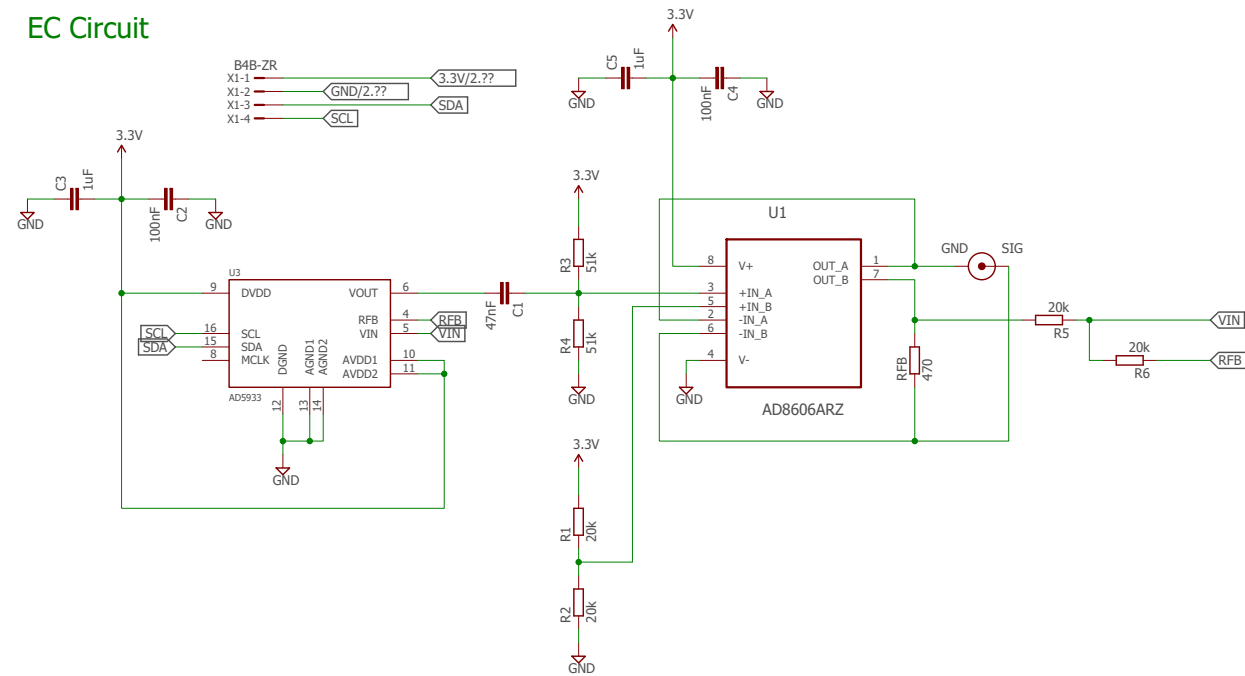 EC Circuit
B4B-ZR
X1-1
3.3V/2.??
X1-2
GND/2.??
X1-3
SDA
X1-4
SCL
3.3V
C3
1uF
GND
100nF
C2
GND
U3
9
DVDD
VOUT
6
RFB
4
RFB
VIN
5
VIN
SCL
16
SCL
SDA
15
SDA
8
MCLK
DGND
AGND1
AGND2
AVDD1
10
AVDD2
11
AD5933
12
13
14
GND
47nF
C1
3.3V
R3
51k
R4
51k
GND
3.3V
R1
20k
R2
20k
GND
3.3V
C5
1uF
GND
100nF
C4
GND
U1
8
V+
OUT_A
1
OUT_B
7
3
+IN_A
5
+IN_B
2
-IN_A
6
-IN_B
4
V-
GND
AD8606ARZ
GND
SIG
RFB
470
20k
R5
VIN
20k
R6
RFB